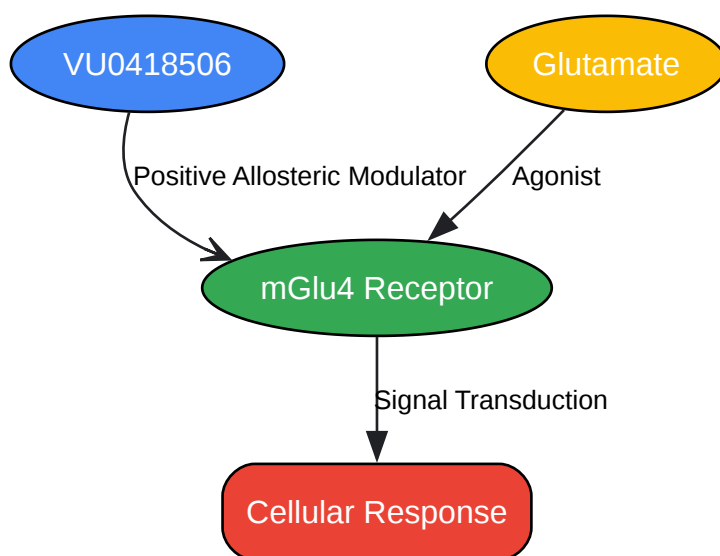 VU0418506
Glutamate
Positive Allosteric Modulator
Agonist
mGlu4 Receptor
Signal Transduction
Cellular Response